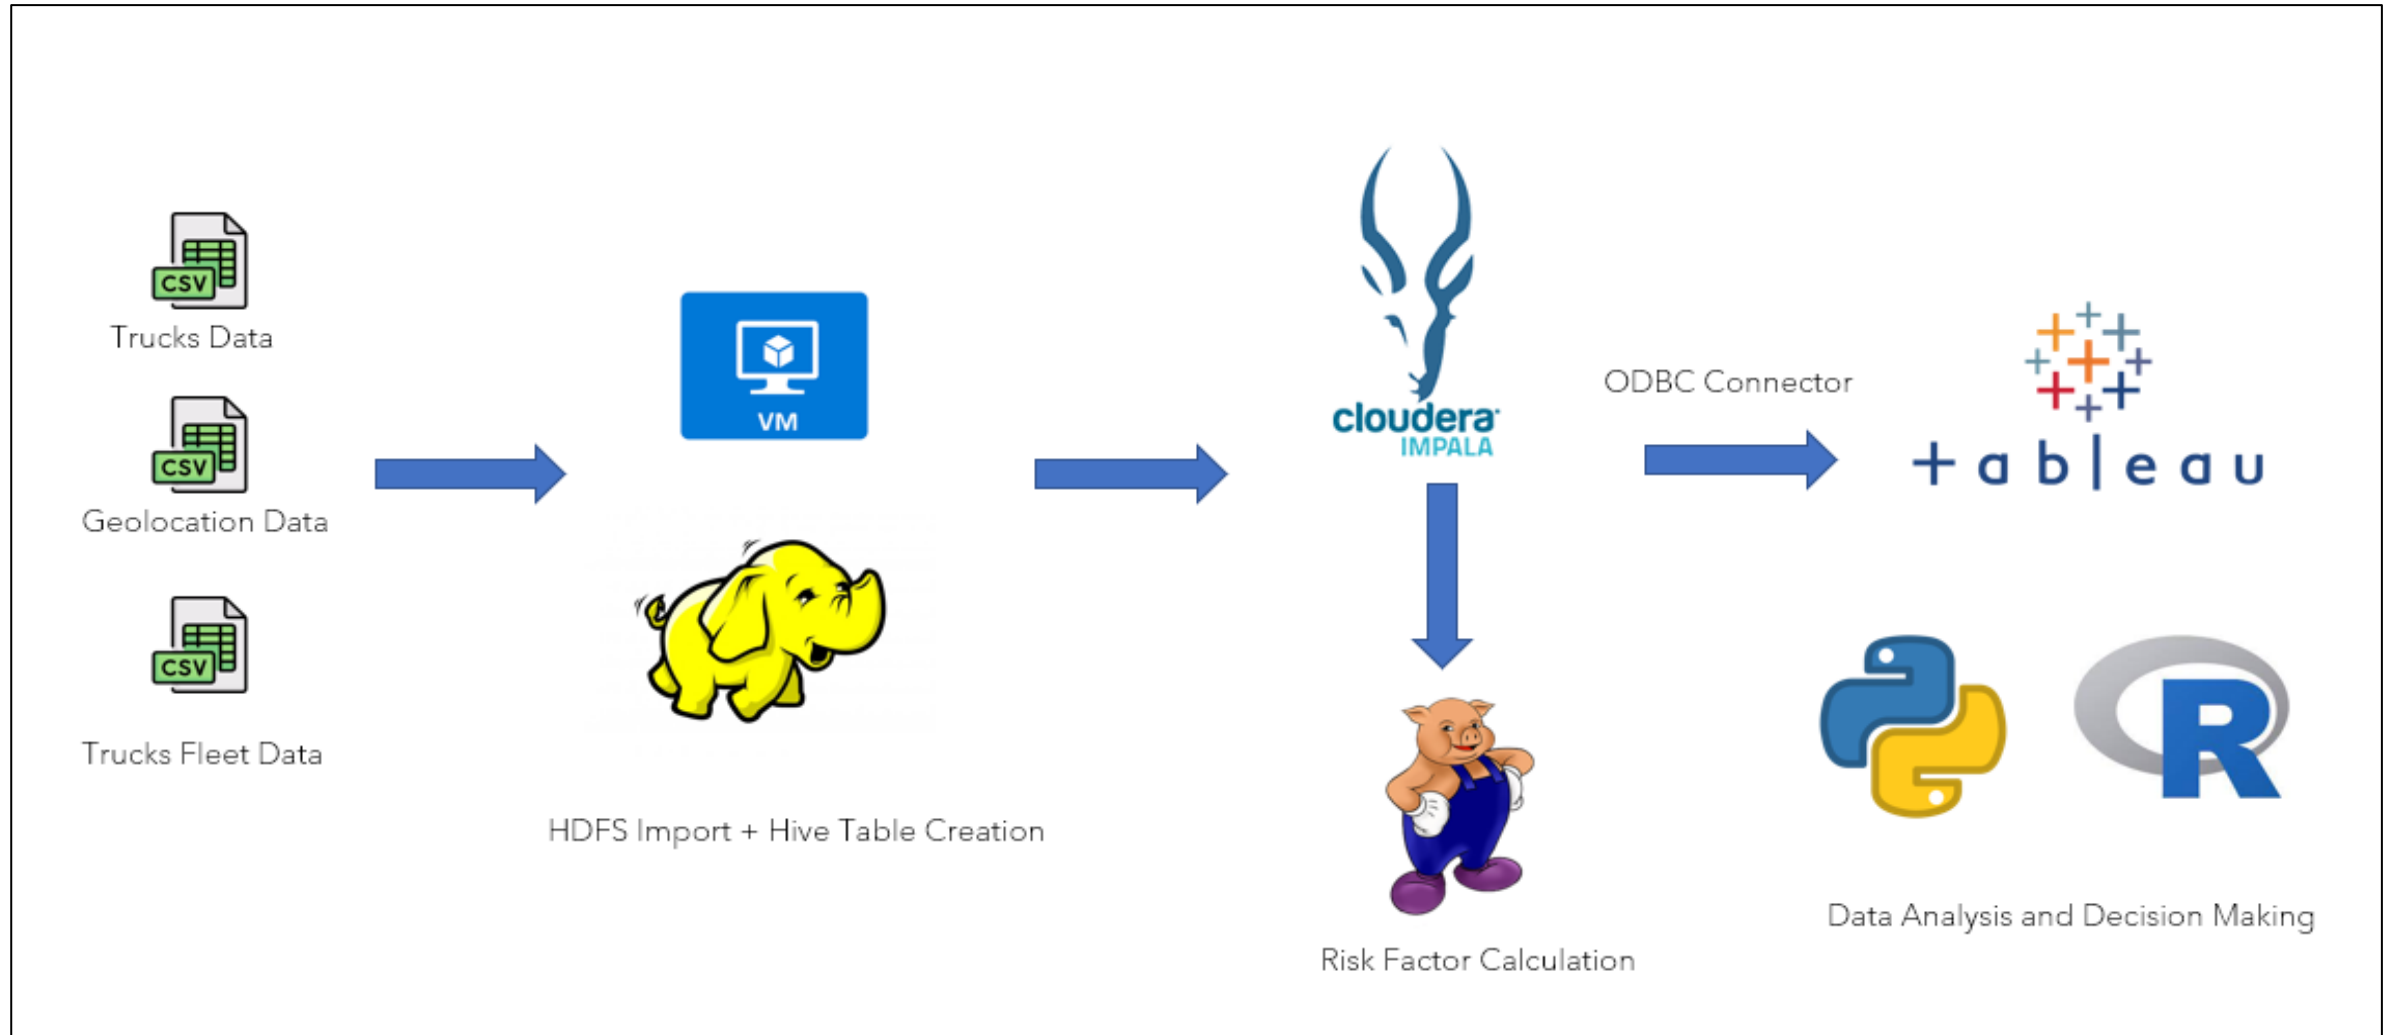 CSV
Trucks Data
CSV
Geolocation Data
CSV
Trucks Fleet Data
VM
HDFS Import + Hive Table Creation
cloudera
IMPALA
Risk Factor Calculation
ODBC Connector
+ableau
R
Data Analysis and Decision Making